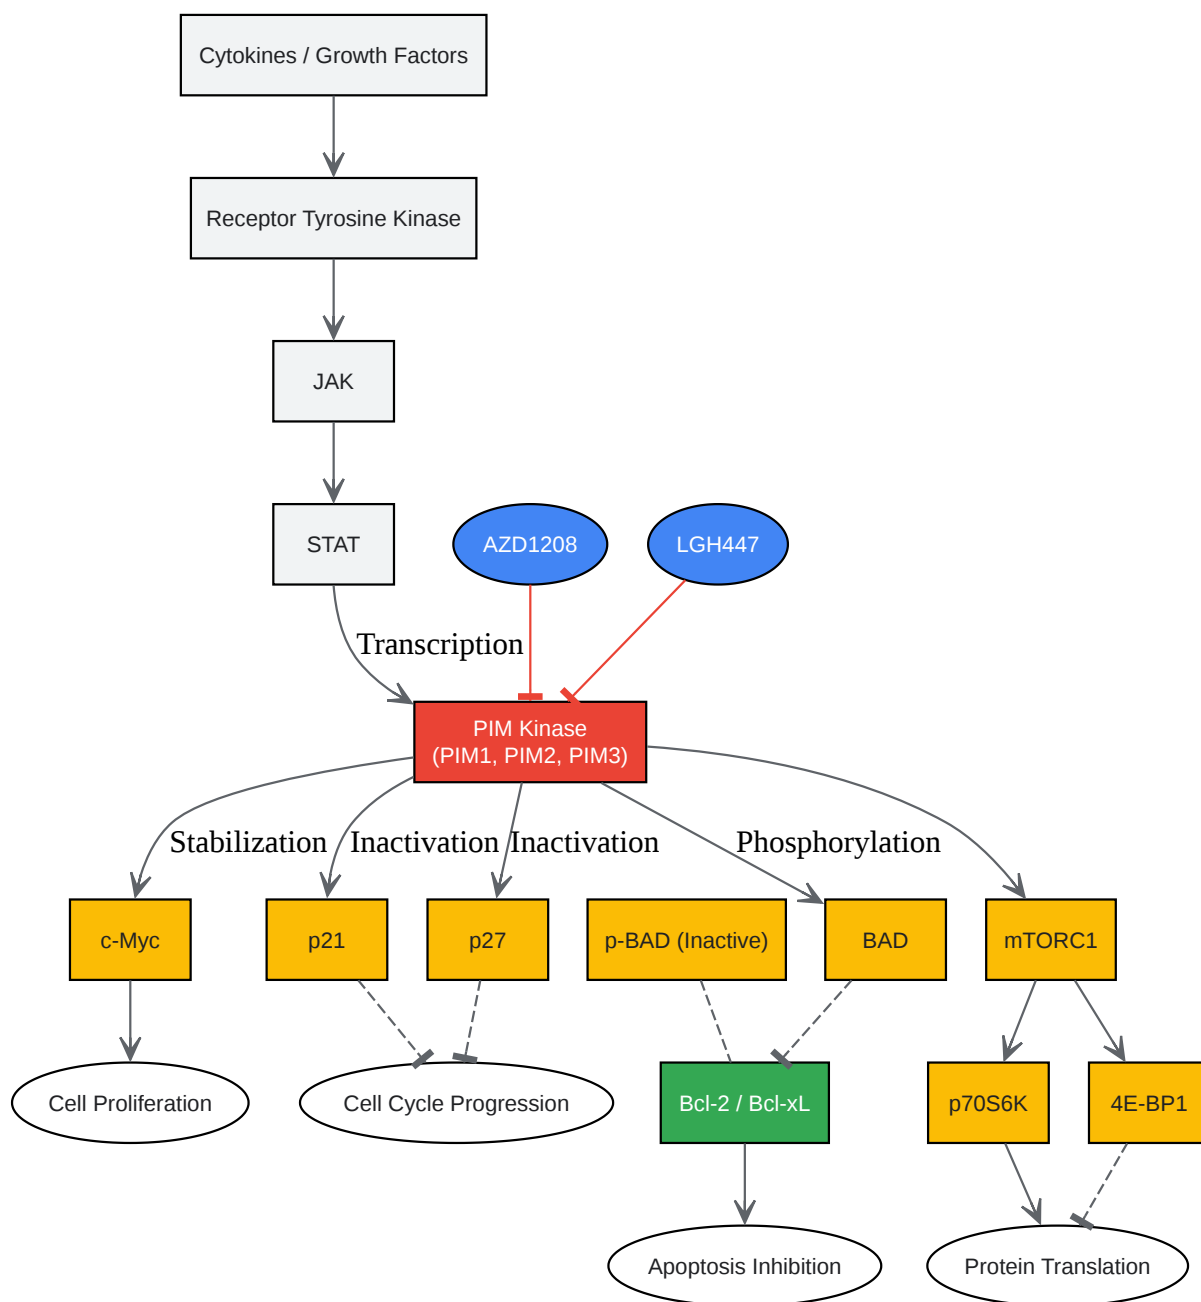 Cytokines / Growth Factors
Receptor Tyrosine Kinase
JAK
STAT
AZD1208
LGH447
Transcription
PIM Kinase
(PIM1, PIM2, PIM3)
Stabilization
Inactivation
Inactivation
Phosphorylation
c-Myc
p21
p27
p-BAD (Inactive)
BAD
mTORC1
Cell Proliferation
Cell Cycle Progression
Bcl-2 / Bcl-xL
p70S6K
4E-BP1
Apoptosis Inhibition
Protein Translation